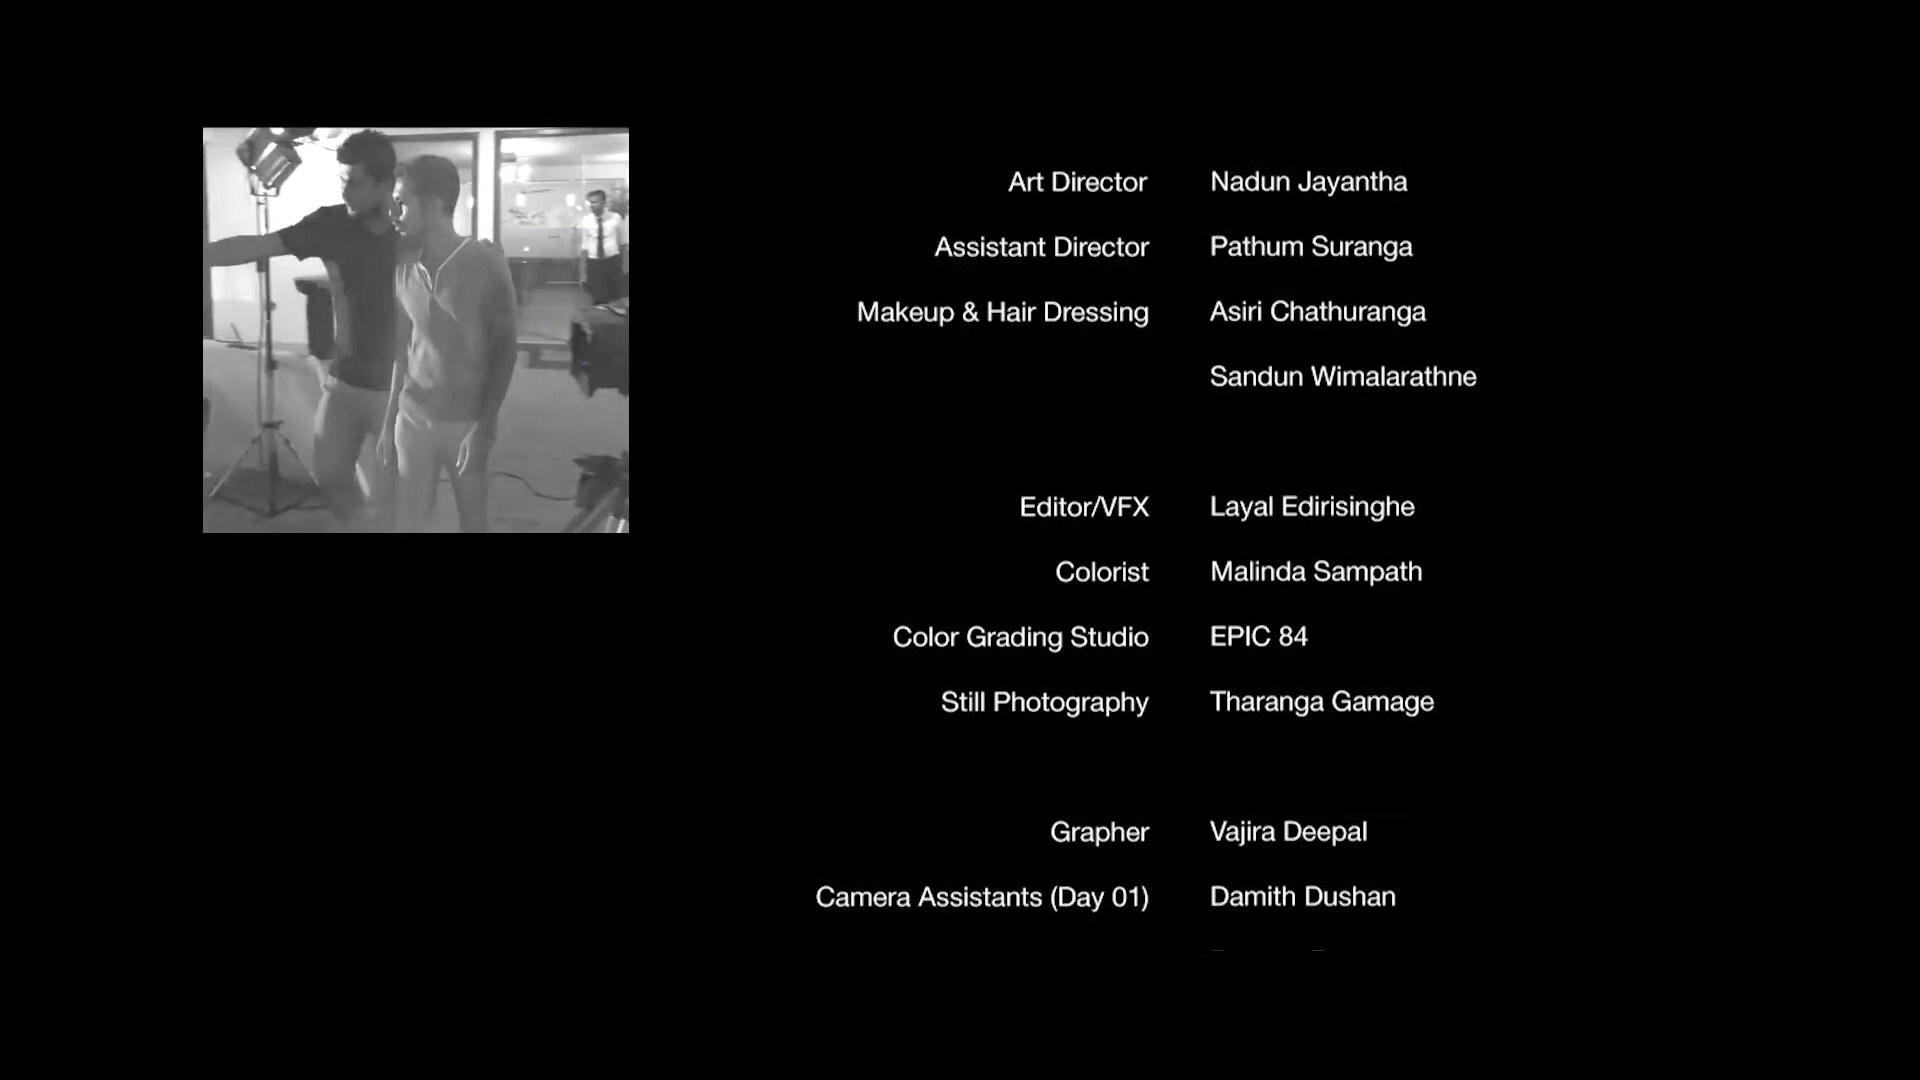 Art Director Nadun Jayantha
Assistant Director Pathum Suranga
Makeup & Hair Dressing Asiri Chathuranga
Sandun Wimalarathne
Editor/VFX Layal Edirisinghe
Colorist Malinda Sampath
Color Grading Studio EPIC 84
Still Photography Tharanga Gamage
Grapher Vajira Deepal
Camera Assistants (Day 01) Damith Dushan